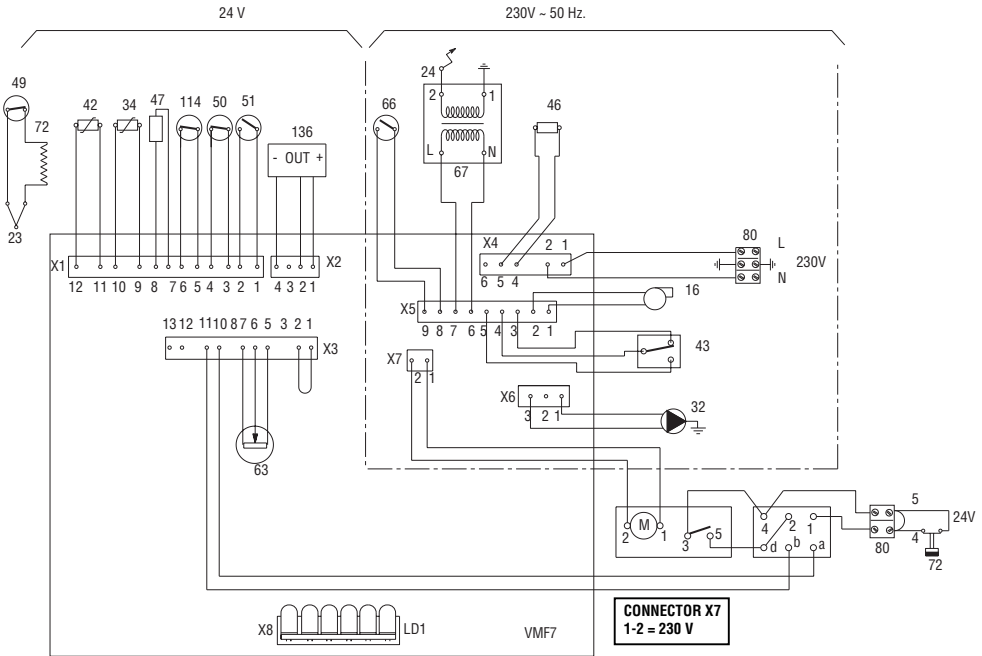 24 V
230V ~ 50 Hz.
49
72
23
42 34 47 114 50 51
136
- OUT +
66
24
2 1
L N
67
46
X1
12 11 10 9 8 7 6 5 4 3 2 1
X2
4 3 2 1
X4
2 1
6 5 4
80
L
N
230V
X5
9 8 7 6 5 4 3 2 1
16
13 12 11 10 8 7 6 5 3 2 1
X3
43
X7
2 1
X6
3 2 1
32
63
2 M 1
3 5
4 2 1
d b a
80
5
4
24V
72
X8
LD1
VMF7
CONNECTOR X7
1-2 = 230 V